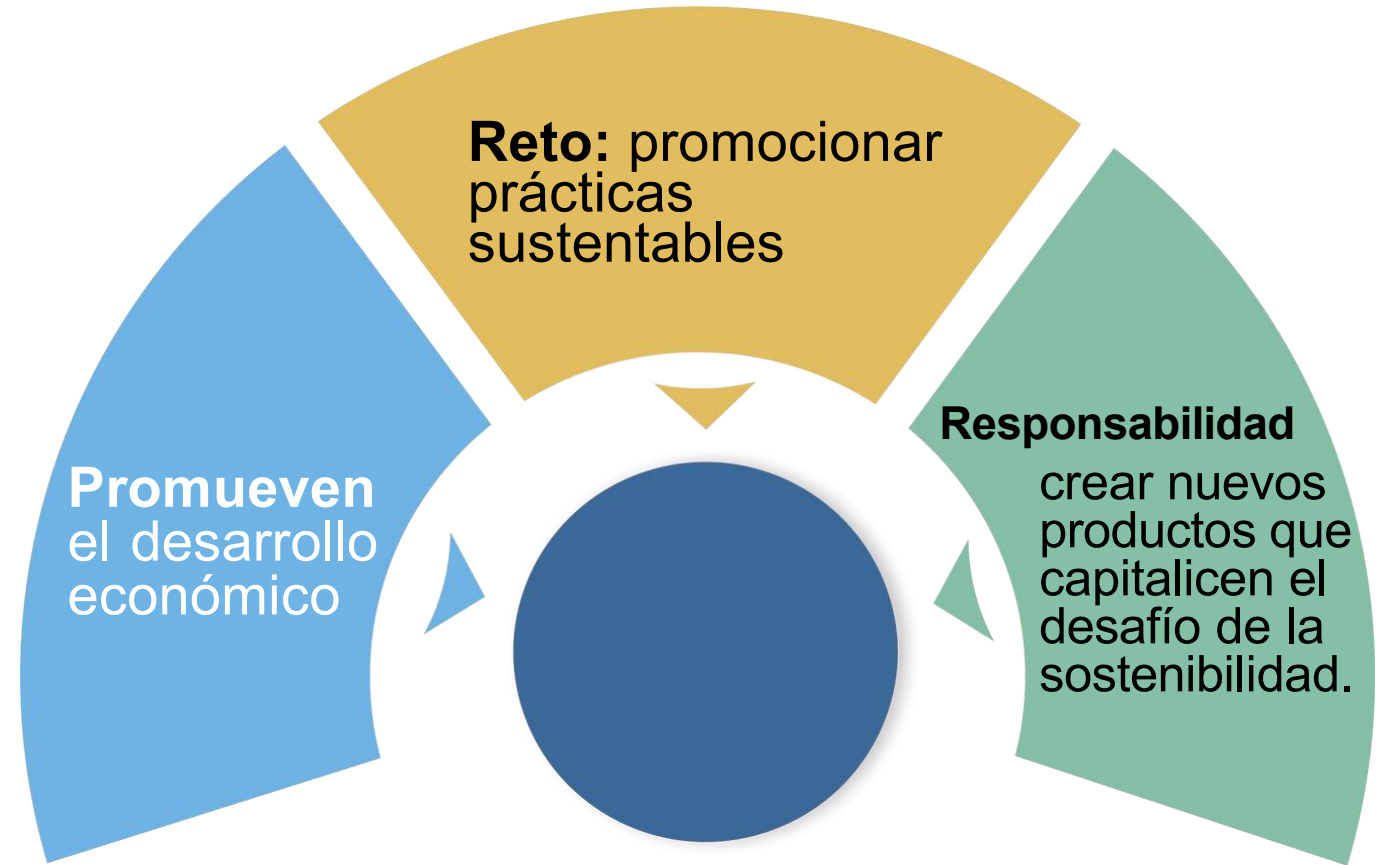 Promueven
el desarrollo
económico
Reto: promocionar
prácticas
sustentables
Responsabilidad
crear nuevos
productos que
capitalicen el
desafío de la
sostenibilidad.